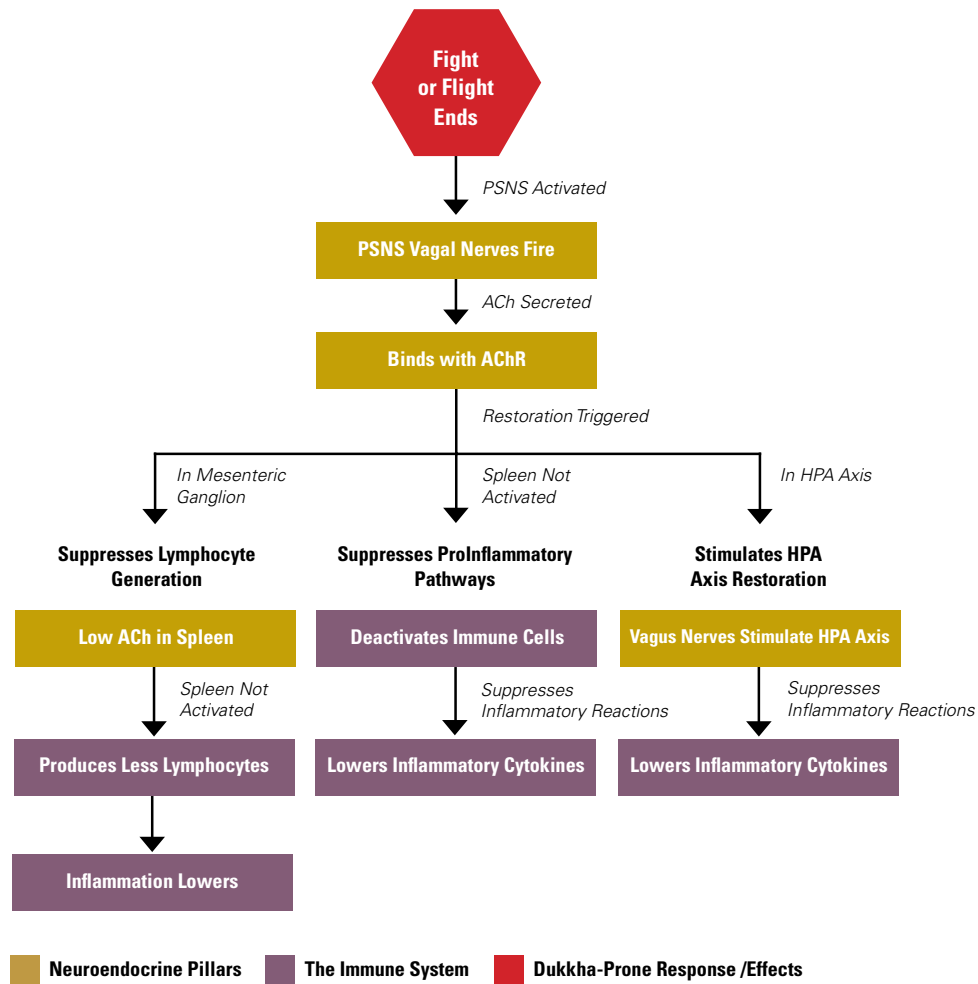 Fight
or Flight
Ends
PSNS Activated
PSNS Vagal Nerves Fire
ACh Secreted
Binds with AChR
Restoration Triggered
In Mesenteric
Ganglion
Spleen Not
Activated
In HPA Axis
Suppresses Lymphocyte
Generation
Suppresses ProInflammatory
Pathways
Stimulates HPA
Axis Restoration
Low ACh in Spleen
Deactivates Immune Cells
Vagus Nerves Stimulate HPA Axis
Spleen Not
Activated
Suppresses
Inflammatory Reactions
Suppresses
Inflammatory Reactions
Produces Less Lymphocytes
Lowers Inflammatory Cytokines
Lowers Inflammatory Cytokines
Inflammation Lowers
Neuroendocrine Pillars
The Immune System
Dukkha-Prone Response /Effects